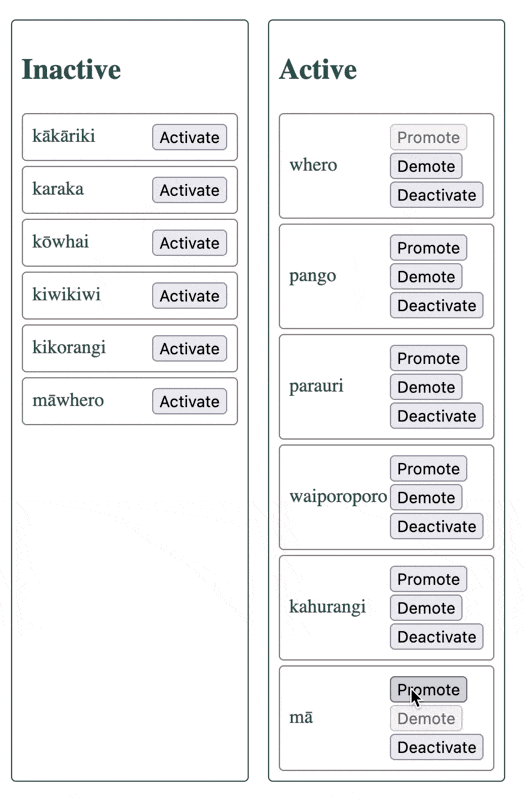 Inactive
kākāriki Activate
karaka Activate
kōwhai Activate
kiwikiwi Activate
kikorangi Activate
māwhero Activate
Active
whero
Promote
Demote
Deactivate
pango
Promote
Demote
Deactivate
parauri
Promote
Demote
Deactivate
waiporoporo
Promote
Demote
Deactivate
kahurangi
Promote
Demote
Deactivate
mā
Promote
Demote
Deactivate